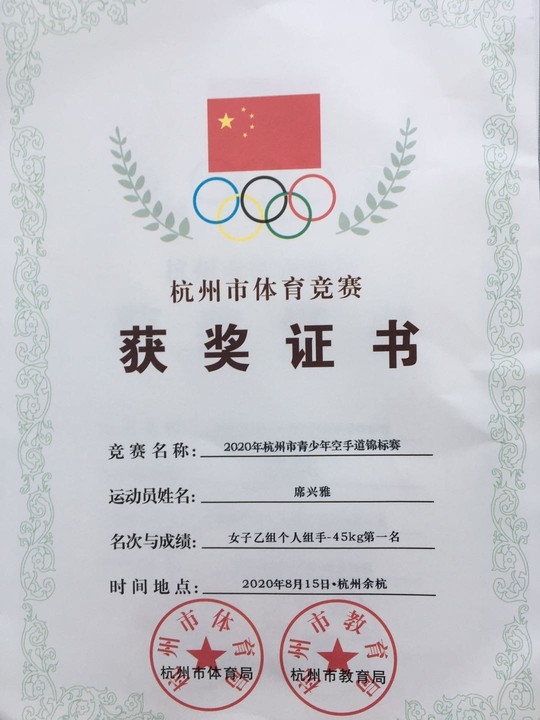 杭州市体育竞赛
获奖证书
竞赛名称: 2020年杭州市青少年空手道锦标赛
运动员姓名: 席兴雅
名次与成绩: 女子乙组个人组手-45kg第一名
时间地点: 2020年8月15日·杭州余杭
杭州市体育局 杭州市教育局
杭州市体育局 杭州市教育局